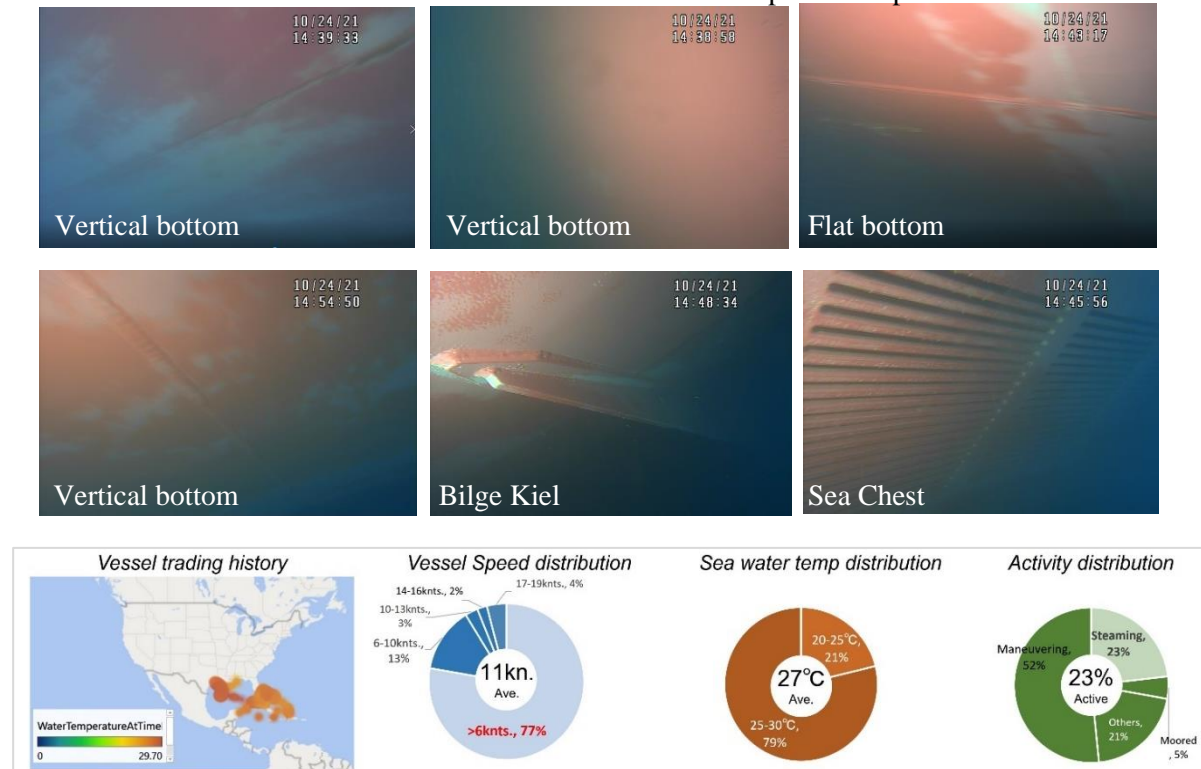 10/24/21
14:39:33
Vertical bottom
10/24/21
14:38:58
Vertical bottom
10/24/21
14:43:17
Flat bottom
10/24/21
14:54:50
Vertical bottom
10/24/21
14:48:34
Bilge Kiel
10/24/21
14:45:56
Sea Chest
Vessel trading history
WaterTemperatureAtTime
0 29.70
Vessel Speed distribution
14-16knts., 2%
17-19knts., 4%
10-13knts.,
3%
6-10knts.,
13%
11kn.
Ave.
>6knts., 77%
Sea water temp distribution
20-25℃,
21%
27℃
Ave.
25-30℃,
79%
Activity distribution
Maneuvering,
52%
Steaming,
23%
23%
Active
Others,
21%
Moored
, 5%